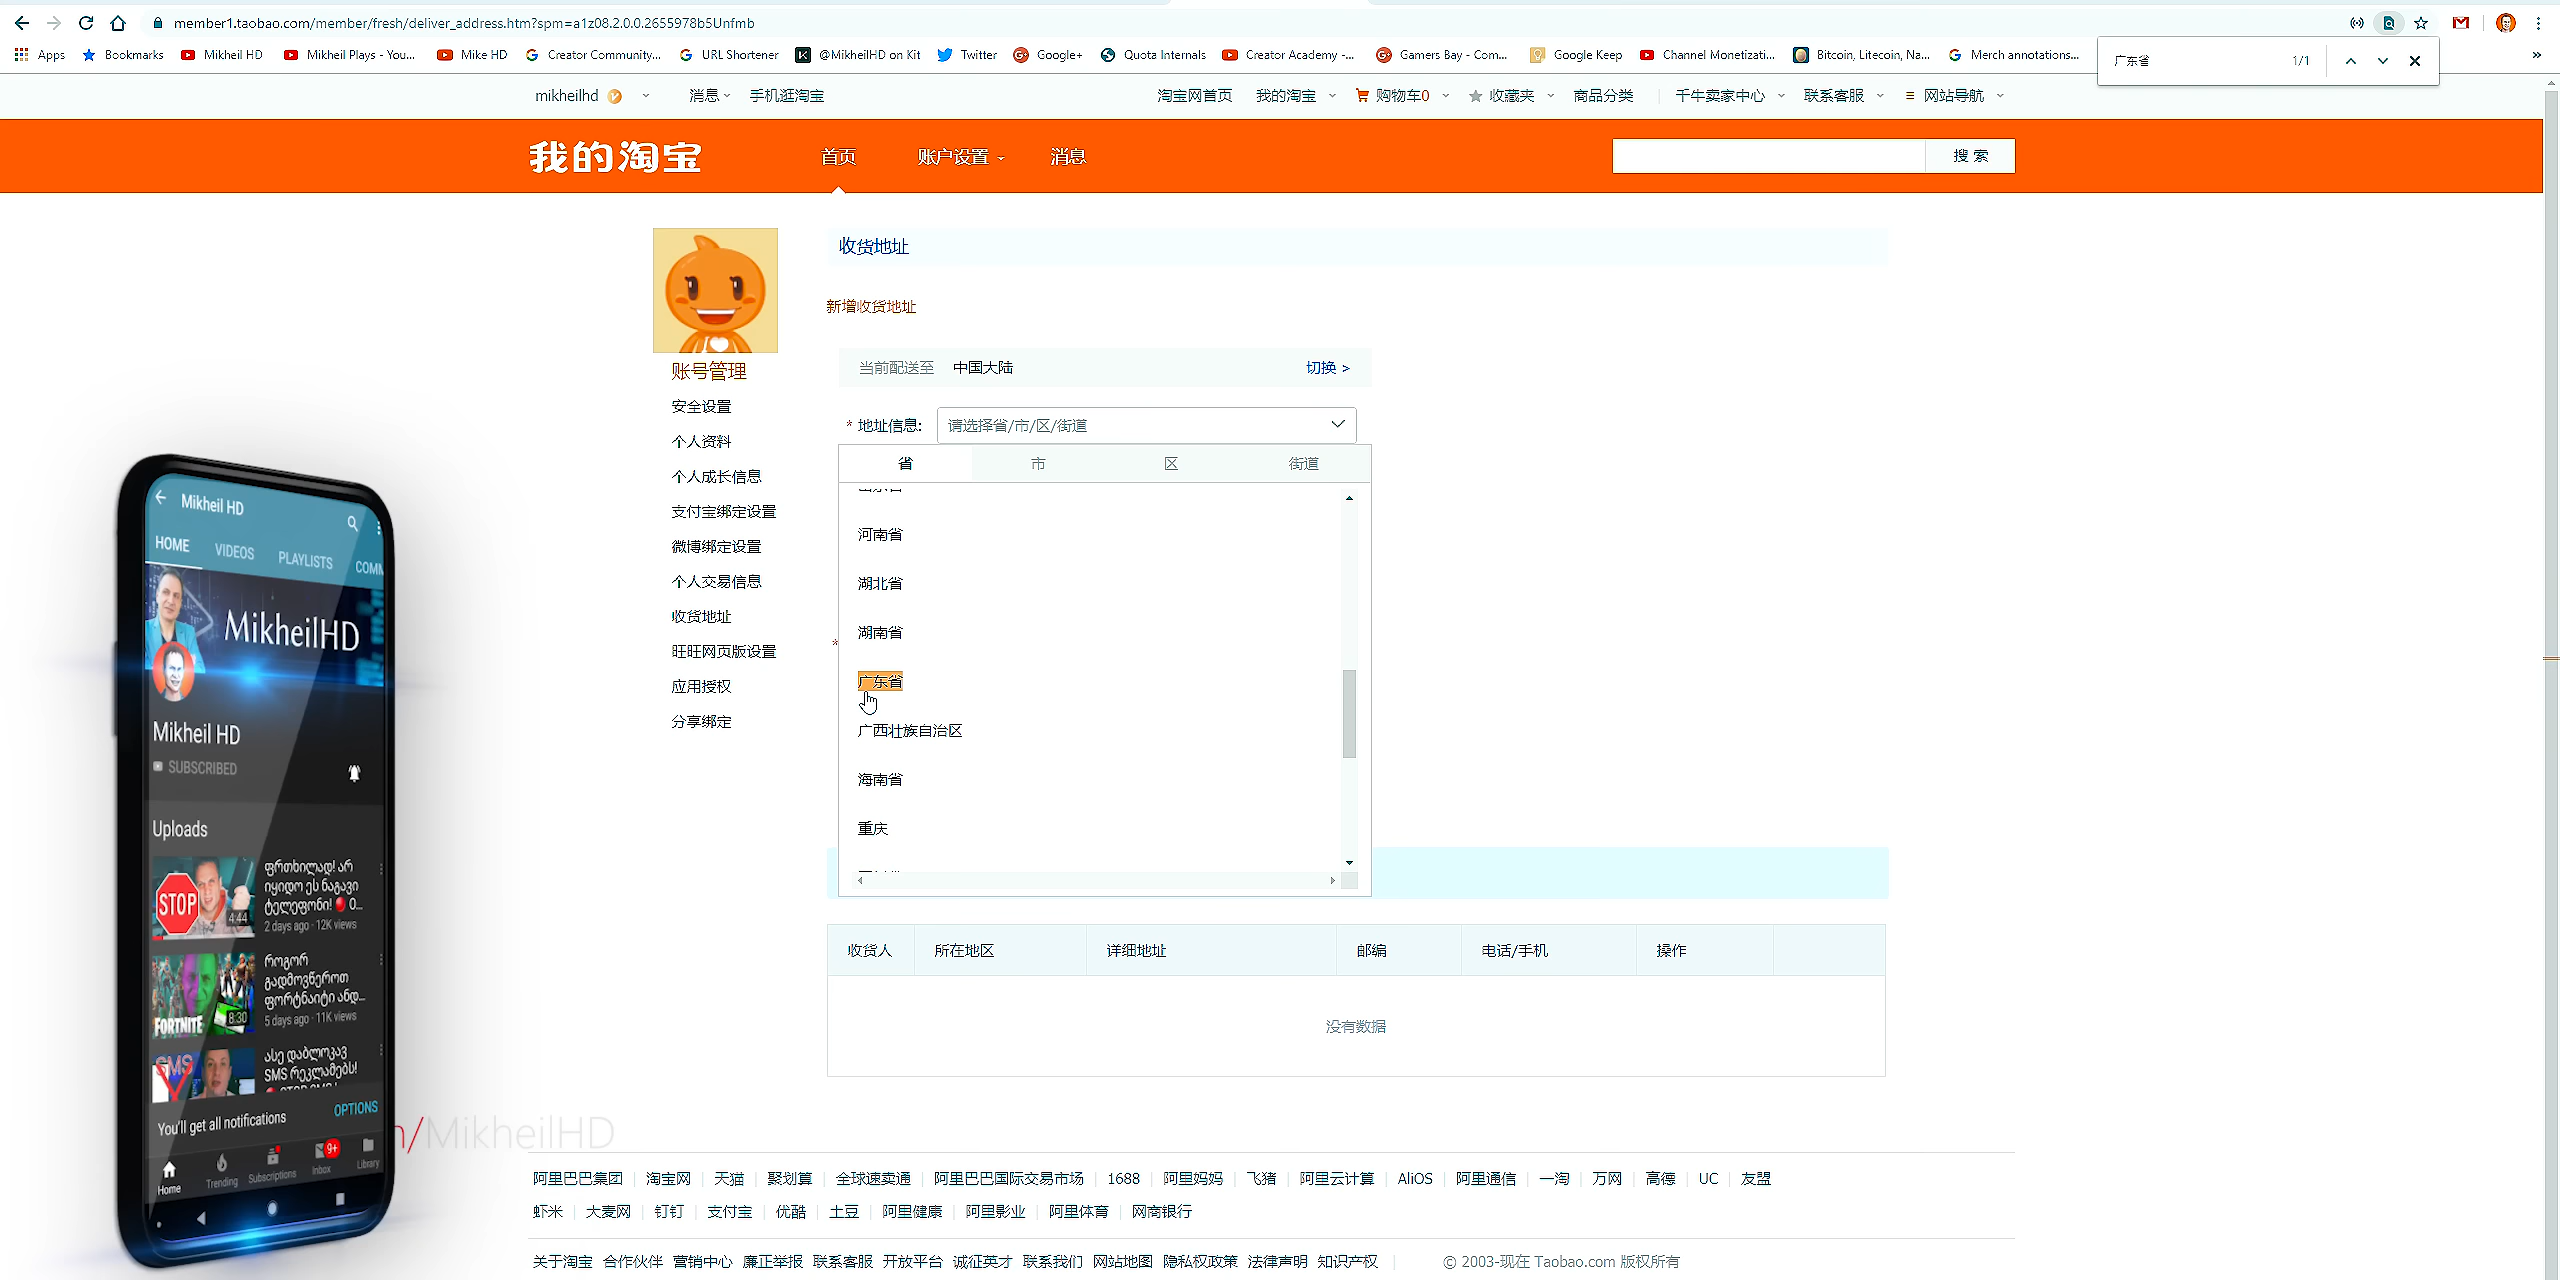 member1.taobao.com/member/fresh/deliver_address.htm?spm=a1z08.2.0.0.2655978b5Unfmb
Apps Bookmarks Mikheil HD Mikheil Plays - You... Mike HD Creator Community... URL Shortener @MikheilHD on Kit Twitter Google+ Quota Internals Creator Academy -... Gamers Bay - Com... Google Keep Channel Monetizati... Bitcoin, Litecoin, Na... Merch annotations... »
广东省 1/1
mikheilhd 消息 手机逛淘宝 淘宝网首页 我的淘宝 购物车0 收藏夹 商品分类 千牛卖家中心 联系客服 网站导航
我的淘宝 首页 账户设置 消息 搜 索
收货地址
新增收货地址
当前配送至 中国大陆 切换 >
* 地址信息: 请选择省/市/区/街道
省 市 区 街道
河南省
湖北省
湖南省
广东省
广西壮族自治区
海南省
重庆
*
账号管理
安全设置
个人资料
个人成长信息
支付宝绑定设置
微博绑定设置
个人交易信息
收货地址
旺旺网页版设置
应用授权
分享绑定
收货人 所在地区 详细地址 邮编 电话/手机 操作
没有数据
Mikheil HD
HOME VIDEOS PLAYLISTS COMM
MikheilHD
Mikheil HD
SUBSCRIBED
Uploads
STOP
4:44
ფრთხილად! არ
იყიდო ეს ნაგავი
ტელეფონი! 🔴 0...
2 days ago · 12K views
FORTNITE
8:30
როგორ
გადმოვწეროთ
ფორტნაიტი ანდ...
5 days ago · 11K views
SMS
ასე დაბლოკავ
SMS რეკლამებს!
You'll get all notifications OPTIONS
Home Trending Subscriptions Inbox 9+ Library
/MikheilHD
阿里巴巴集团 淘宝网 天猫 聚划算 全球速卖通 阿里巴巴国际交易市场 1688 阿里妈妈 飞猪 阿里云计算 AliOS 阿里通信 一淘 万网 高德 UC 友盟
虾米 大麦网 钉钉 支付宝 优酷 土豆 阿里健康 阿里影业 阿里体育 网商银行
关于淘宝 合作伙伴 营销中心 廉正举报 联系客服 开放平台 诚征英才 联系我们 网站地图 隐私权政策 法律声明 知识产权 © 2003-现在 Taobao.com 版权所有